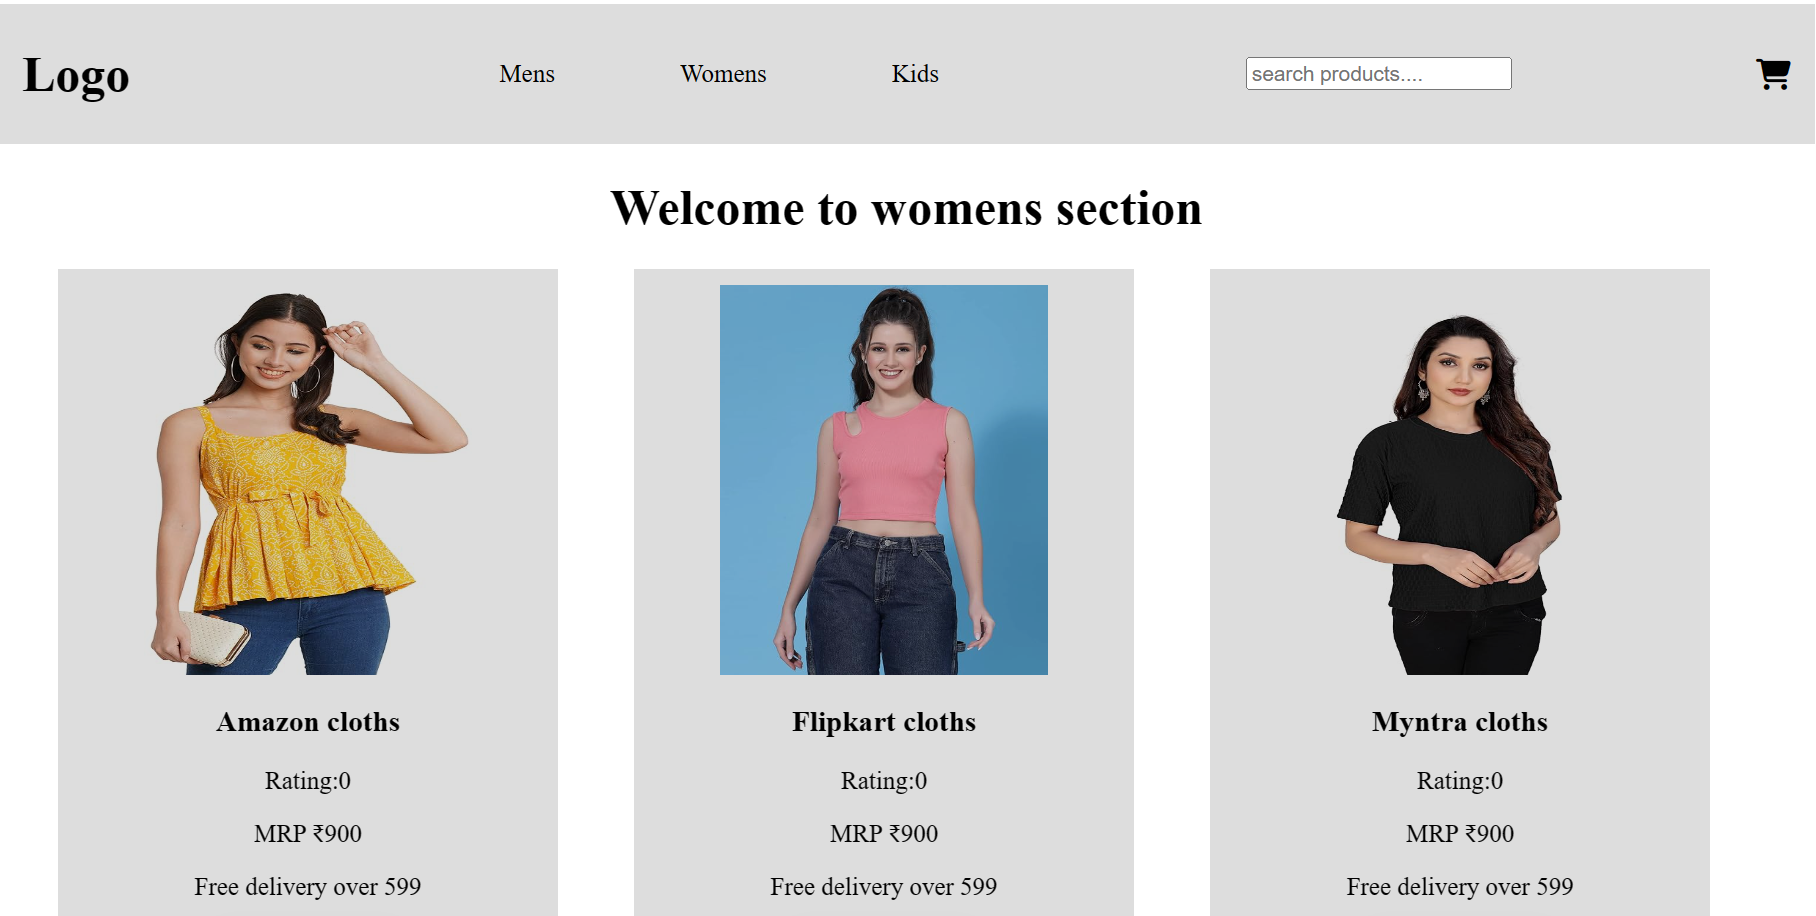 Logo Mens Womens Kids search products....
Welcome to womens section
Amazon cloths Flipkart cloths Myntra cloths
Rating:0 Rating:0 Rating:0
MRP ₹900 MRP ₹900 MRP ₹900
Free delivery over 599 Free delivery over 599 Free delivery over 599